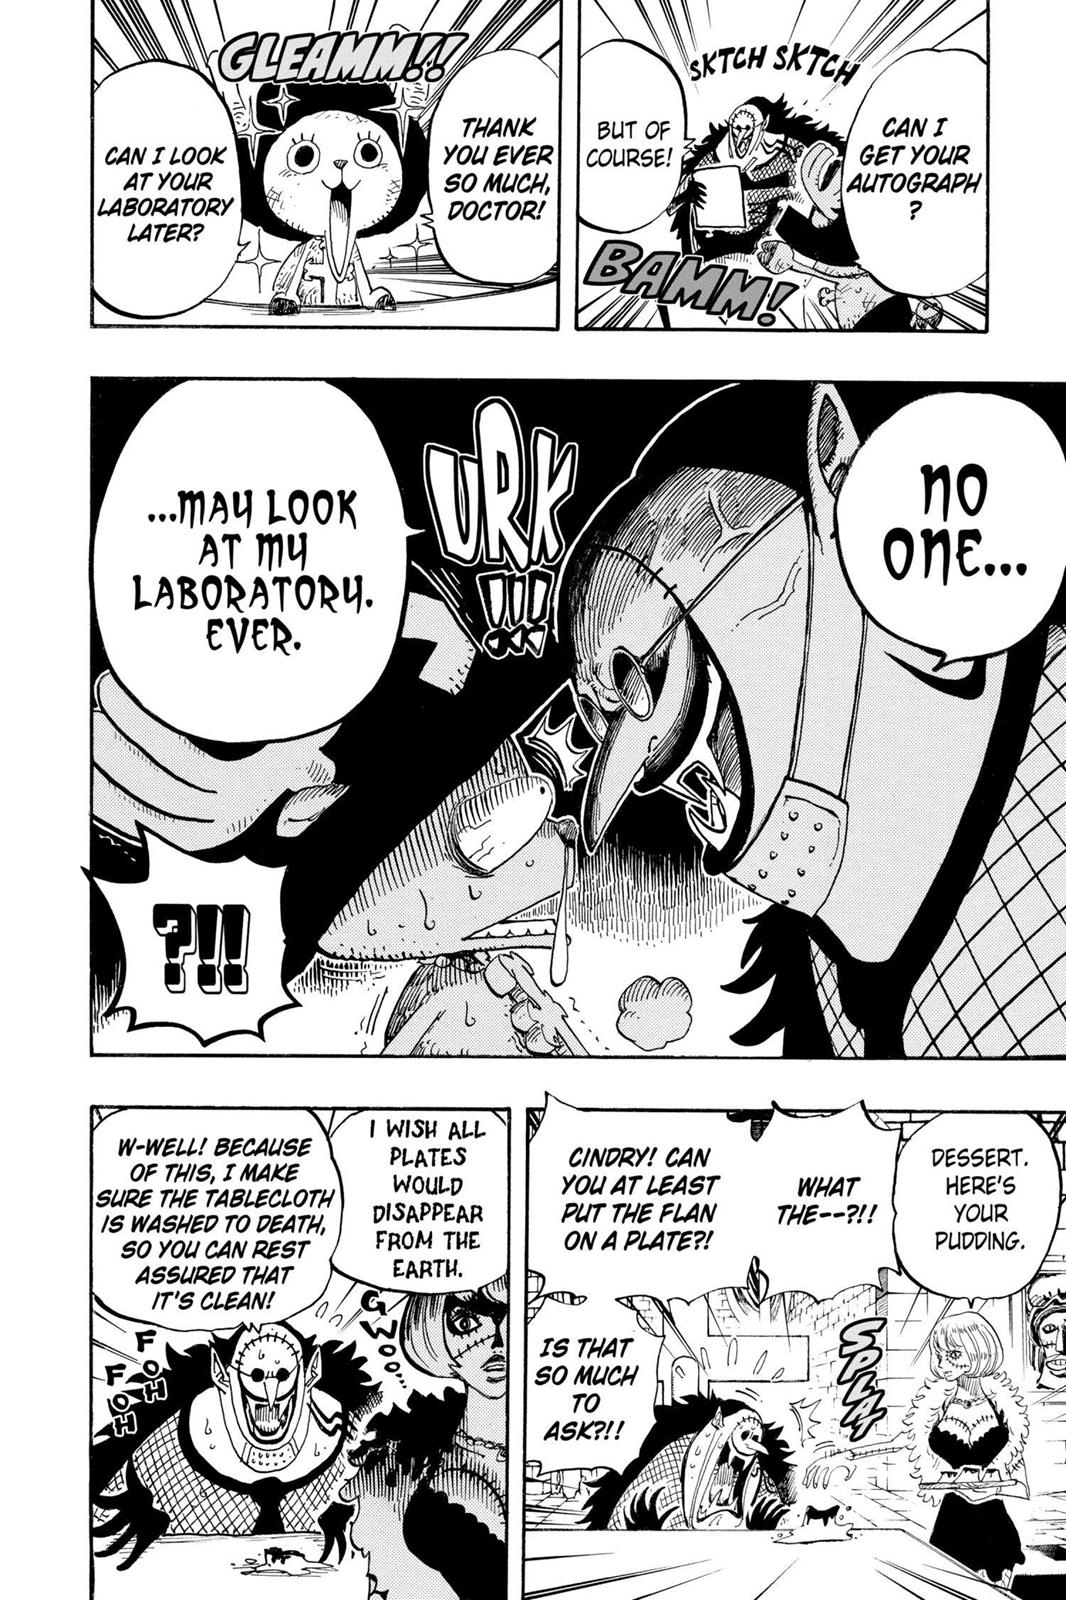 CAN I
GET YOUR
AUTOGRAPH
?
SKTCH SKTCH
BUT OF
COURSE!
BAMM!
THANK
YOU EVER
SO MUCH,
DOCTOR!
GLEAMM!!
CAN I LOOK
AT YOUR
LABORATORY
LATER?
NO
ONE...
URK
!!!
...MAY LOOK
AT MY
LABORATORY.
EVER.
?!!
DESSERT.
HERE'S
YOUR
PUDDING.
WHAT
THE--?!!
CINDRY! CAN
YOU AT LEAST
PUT THE FLAN
ON A PLATE?!
SPLAT
IS THAT
SO MUCH
TO
ASK?!!
I WISH ALL
PLATES
WOULD
DISAPPEAR
FROM THE
EARTH.
GWOO...
W-WELL! BECAUSE
OF THIS, I MAKE
SURE THE TABLECLOTH
IS WASHED TO DEATH,
SO YOU CAN REST
ASSURED THAT
IT'S CLEAN!
FOH
FOH